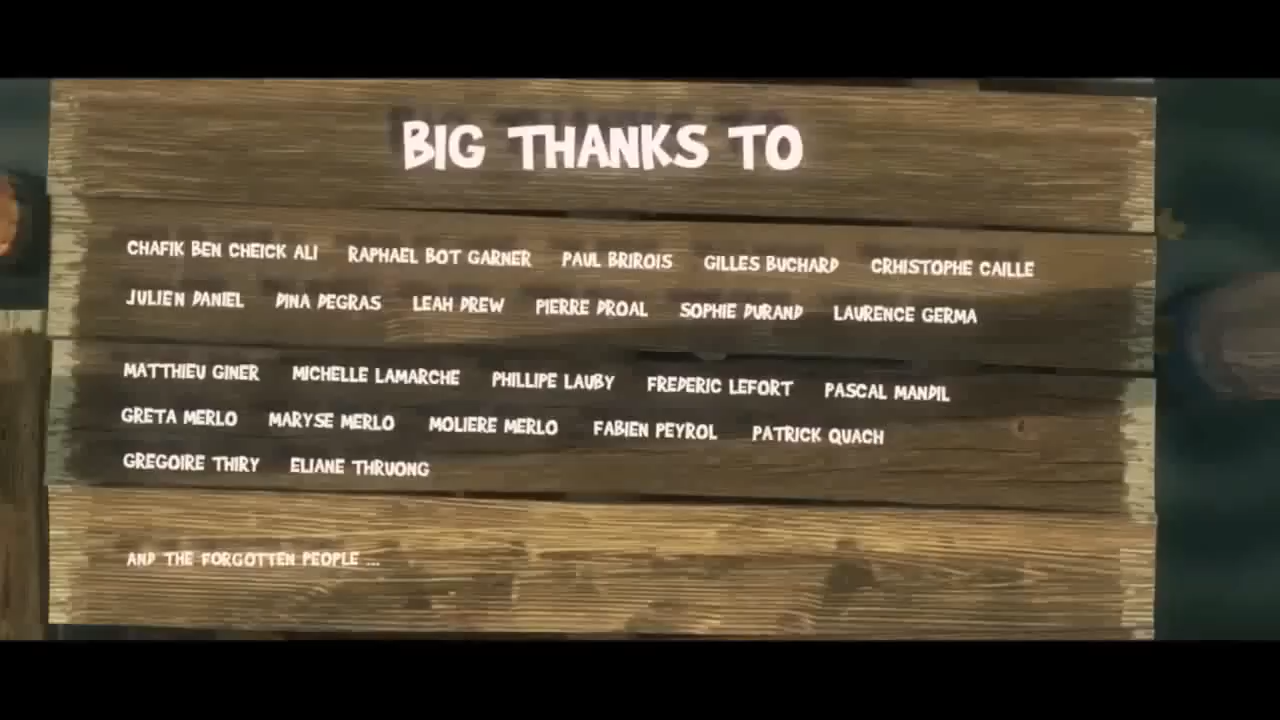 BIG THANKS TO
CHAFIK BEN CHEICK ALI RAPHAEL BOT GARNER PAUL BRIROIS GILLES BUCHARD CRHISTOPHE CAILLE
JULIEN DANIEL DINA DEGRAS LEAH DREW PIERRE DROAL SOPHIE DURAND LAURENCE GERMA
MATTHIEU GINER MICHELLE LAMARCHE PHILLIPE LAUBY FREDERIC LEFORT PASCAL MANDIL
GRETA MERLO MARYSE MERLO MOLIERE MERLO FABIEN PEYROL PATRICK QUACH
GREGOIRE THIRY ELIANE THRUONG
AND THE FORGOTTEN PEOPLE ...